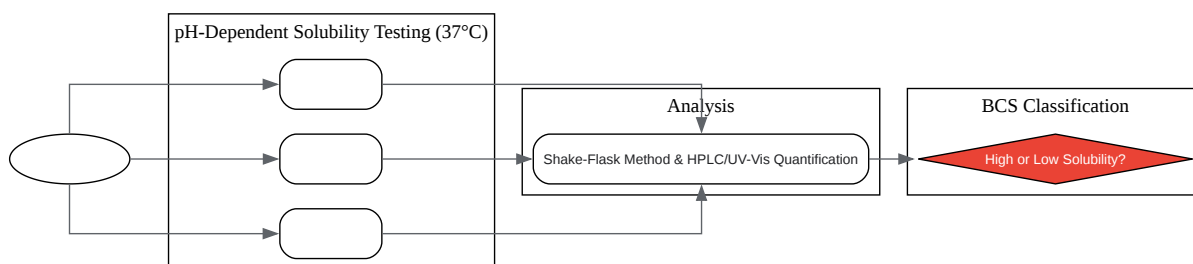 pH-Dependent Solubility Testing (37°C)
Analysis
Shake-Flask Method & HPLC/UV-Vis Quantification
BCS Classification
High or Low Solubility?